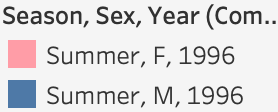 Season, Sex, Year (Com..
Summer, F, 1996
Summer, M, 1996